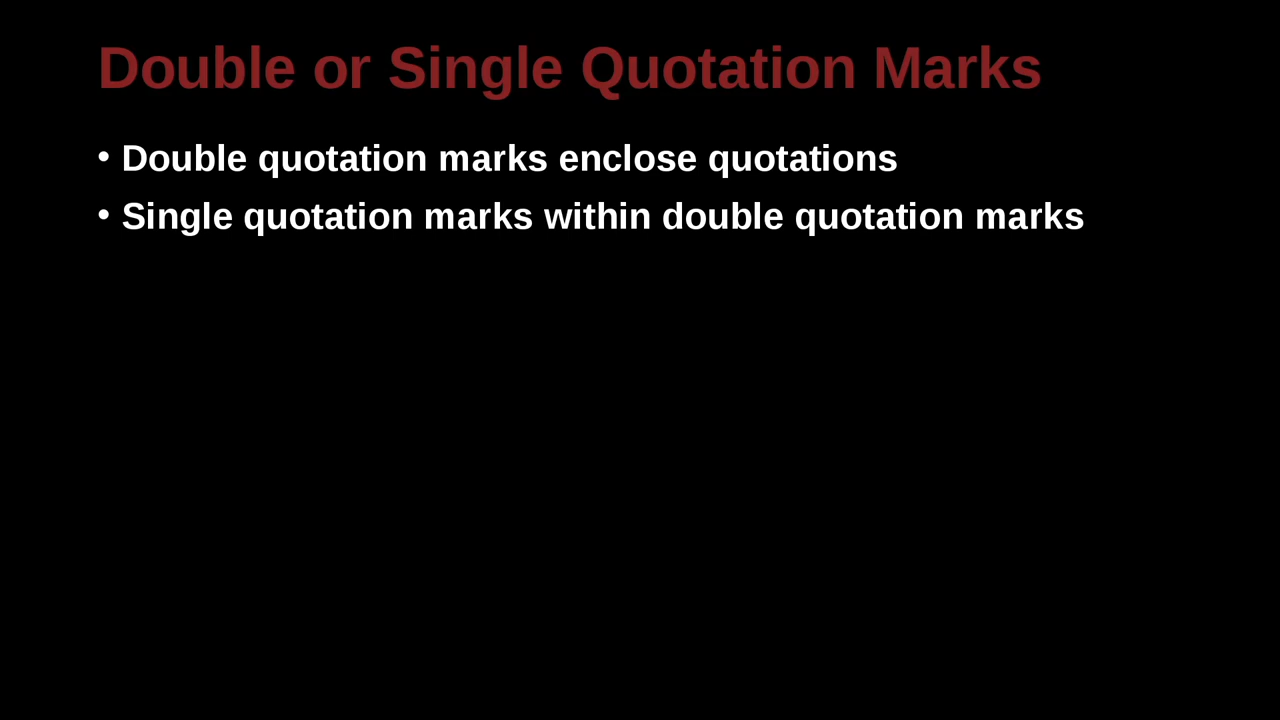 Double or Single Quotation Marks
• Double quotation marks enclose quotations
• Single quotation marks within double quotation marks